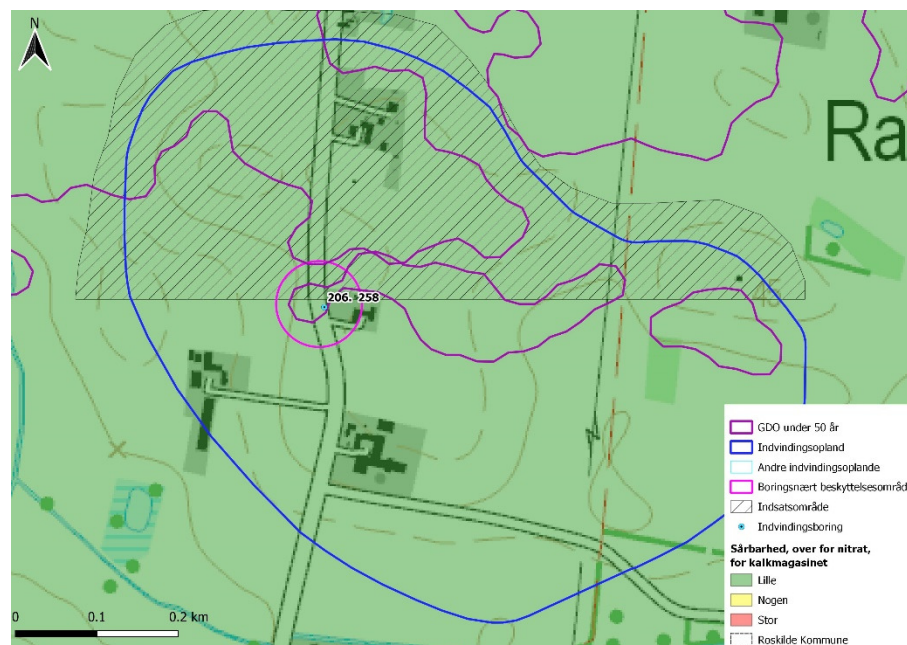 N
Ra
206. 258
0
0.1
0.2 km
GDO under 50 år
Indvindingsopland
Andre indvindingsoplande
Boringsnært beskyttelsesområd
Indsatsområde
Indvindingsboring
Sårbarhed, over for nitrat,
for kalkmagasinet
Lille
Nogen
Stor
Roskilde Kommune